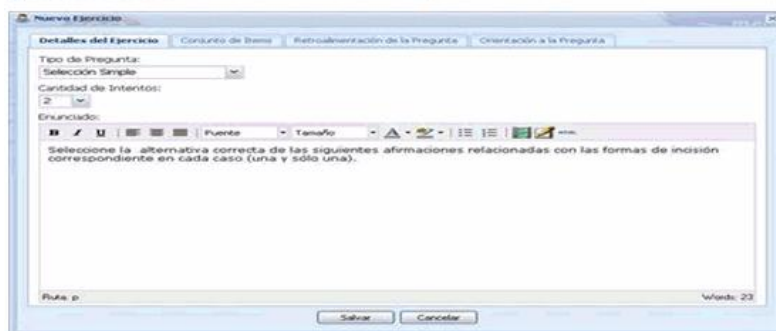 Nuevo Ejercicio
Detalles del Ejercicio Conjunto de Items Retroalimentación de la Pregunta Orientación a la Pregunta
Tipo de Pregunta:
Selección Simple
Cantidad de Intentos:
2
Enunciado:
B I U Fuente Tamaño A HTML
Seleccione la alternativa correcta de las siguientes afirmaciones relacionadas con las formas de incisión
correspondiente en cada caso (una y sólo una).
Ruta: p Words: 23
Salvar Cancelar